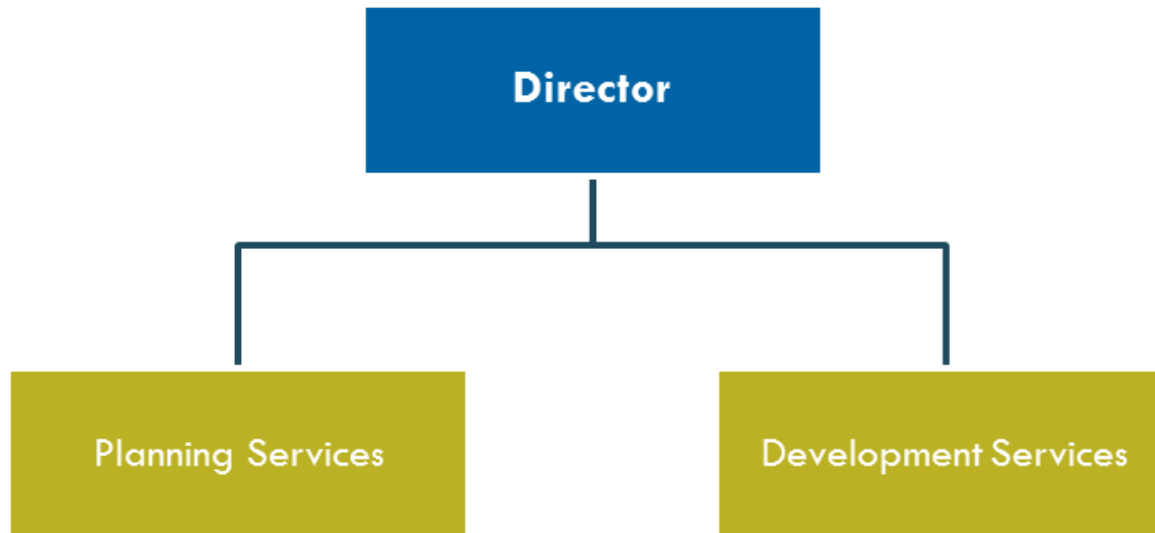 Director
Planning Services
Development Services